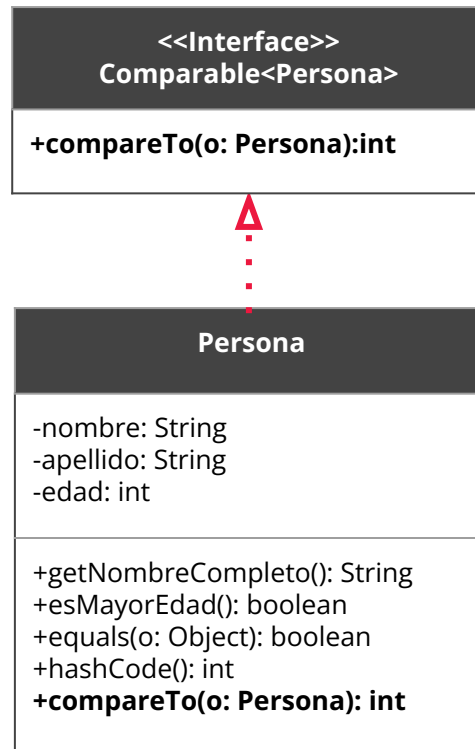 <<Interface>>
Comparable<Persona>
+compareTo(o: Persona):int
Persona
-nombre: String
-apellido: String
-edad: int
+getNombreCompleto(): String
+esMayorEdad(): boolean
+equals(o: Object): boolean
+hashCode(): int
+compareTo(o: Persona): int